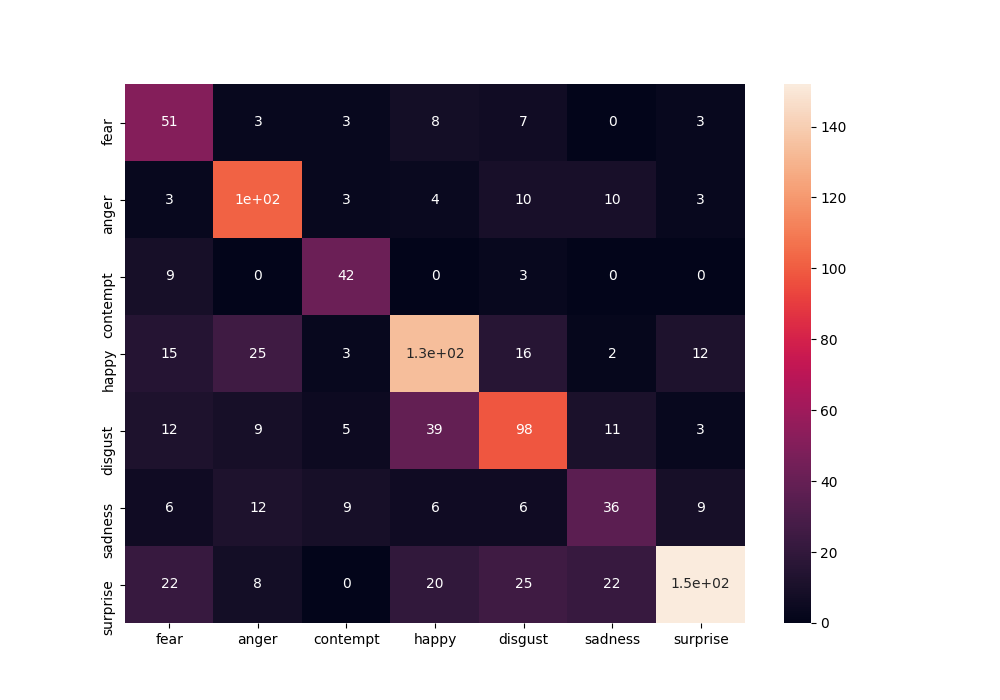 fear 51 3 3 8 7 0 3
anger 3 1e+02 3 4 10 10 3
contempt 9 0 42 0 3 0 0
happy 15 25 3 1.3e+02 16 2 12
disgust 12 9 5 39 98 11 3
sadness 6 12 9 6 6 36 9
surprise 22 8 0 20 25 22 1.5e+02
fear anger contempt happy disgust sadness surprise
140
120
100
80
60
40
20
0